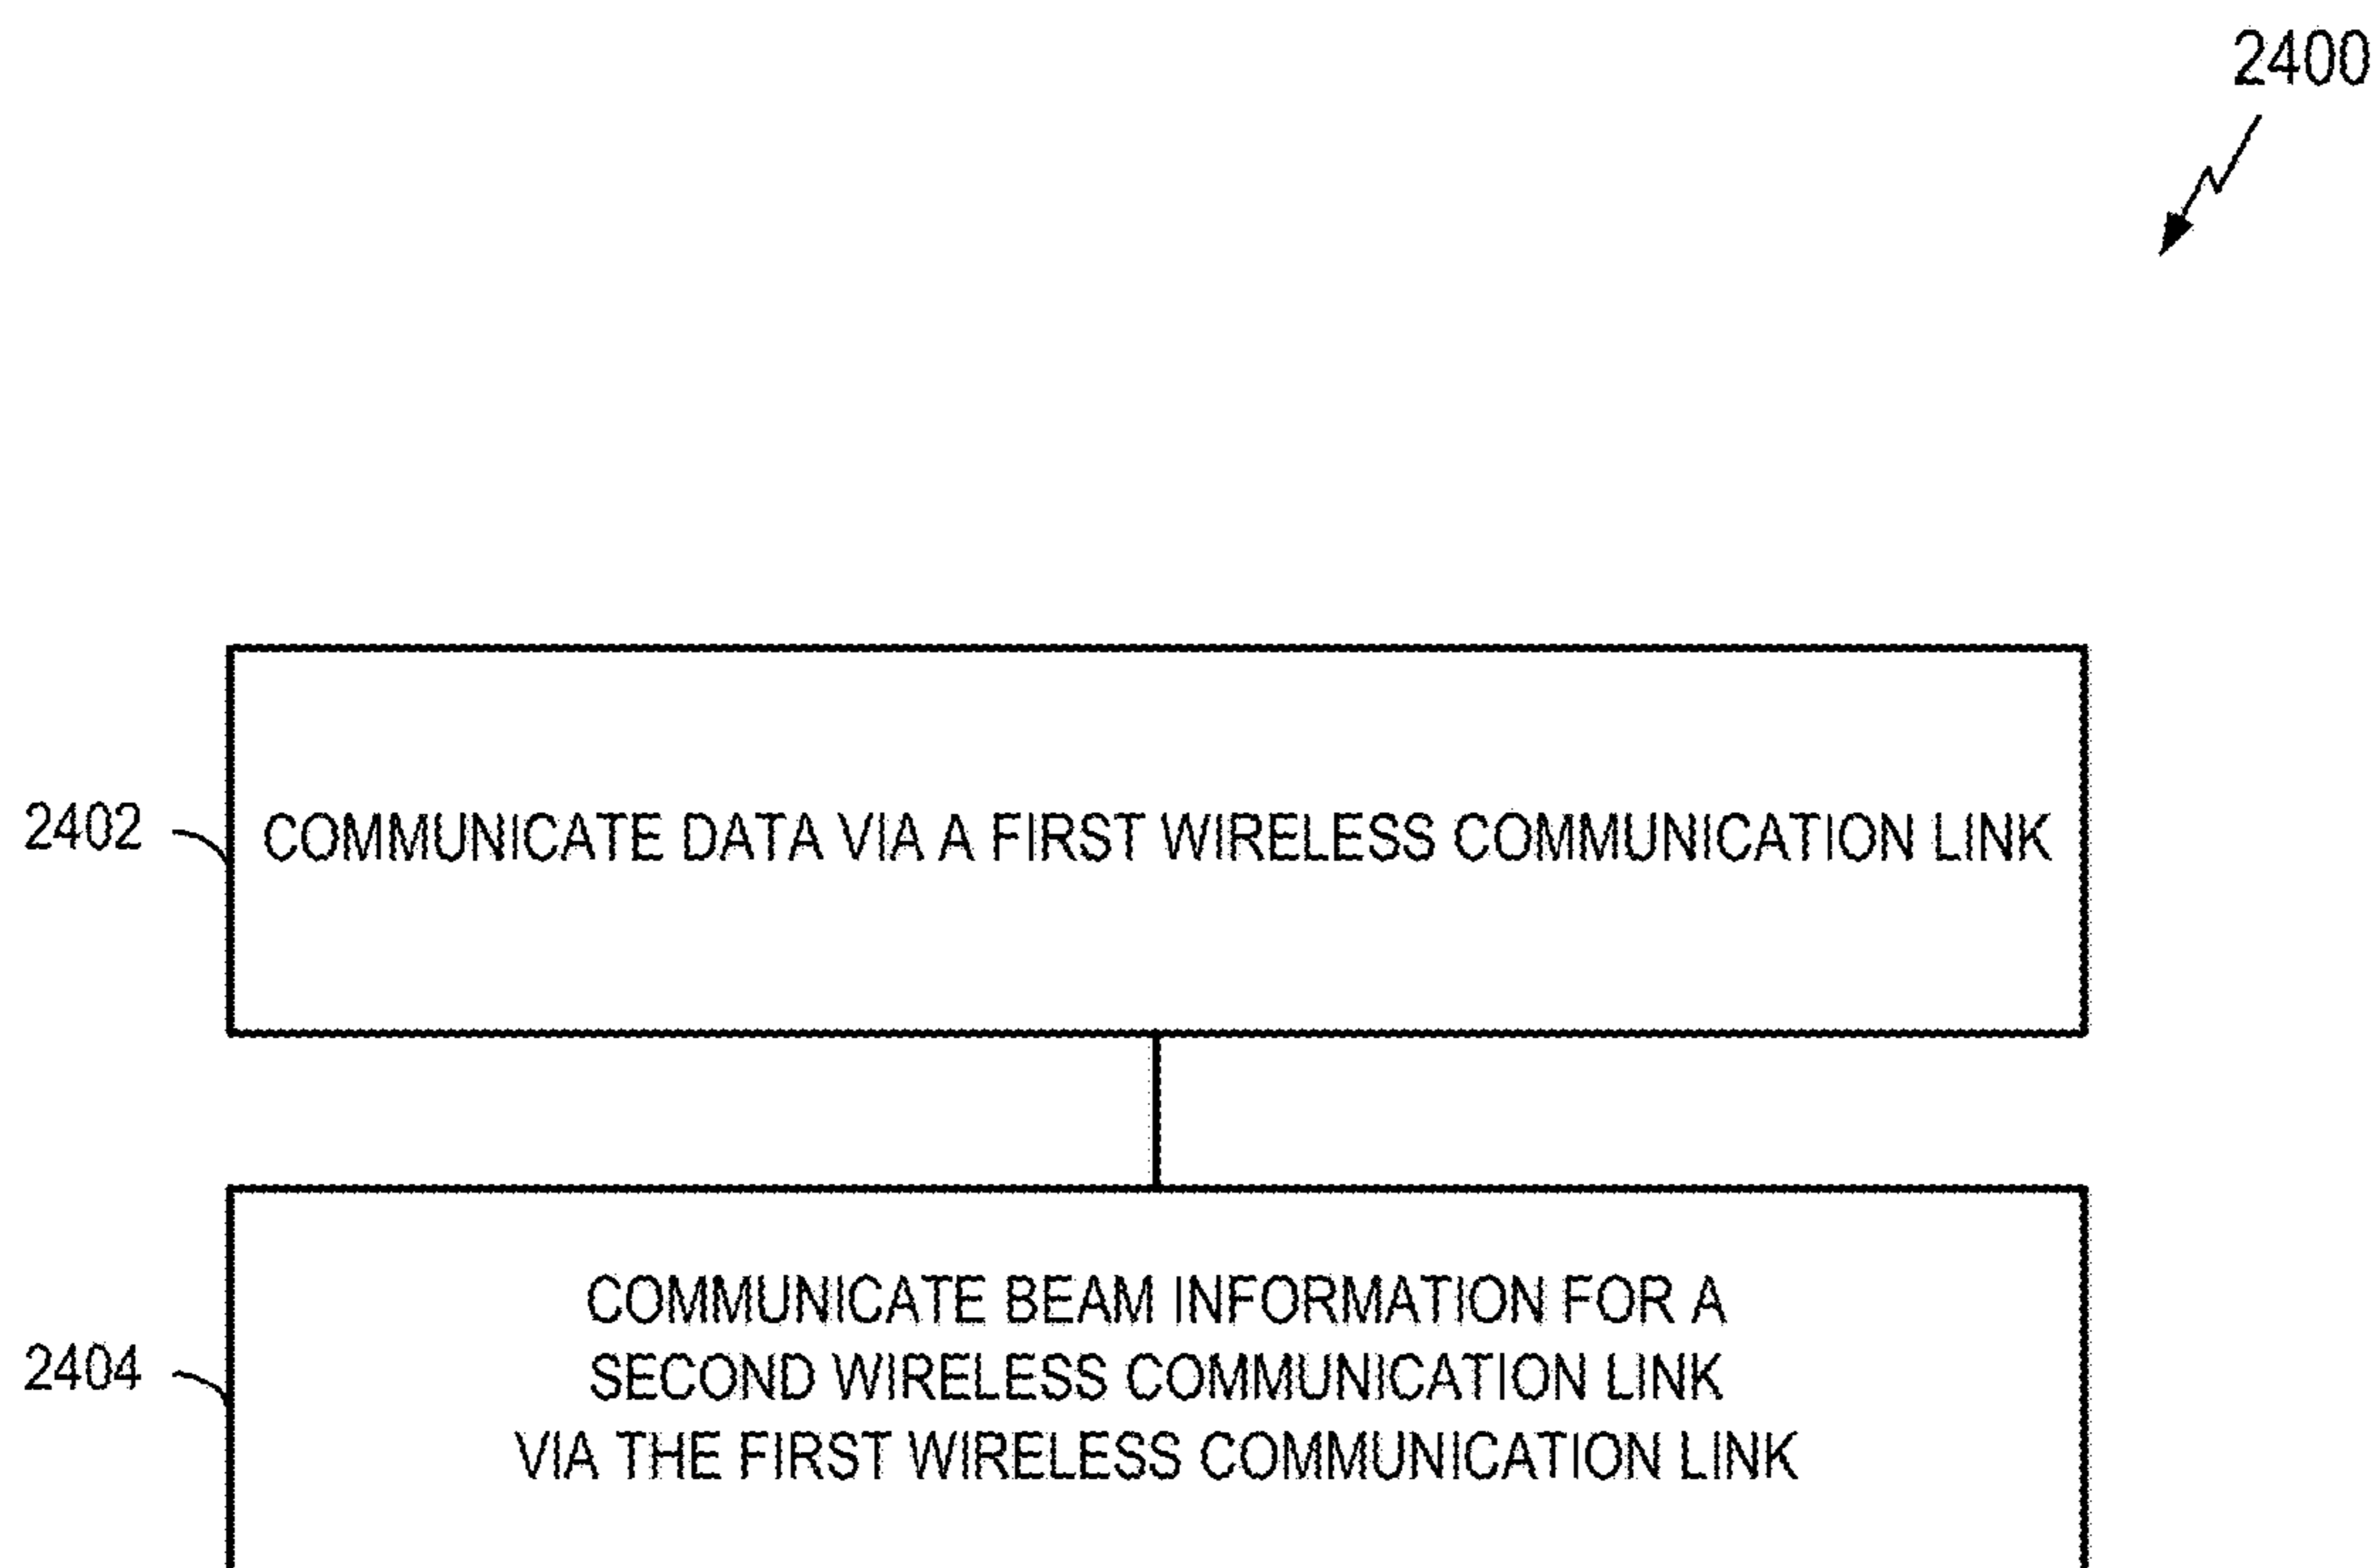 2400
2402
COMMUNICATE DATA VIA A FIRST WIRELESS COMMUNICATION LINK
2404
COMMUNICATE BEAM INFORMATION FOR A
SECOND WIRELESS COMMUNICATION LINK
VIA THE FIRST WIRELESS COMMUNICATION LINK